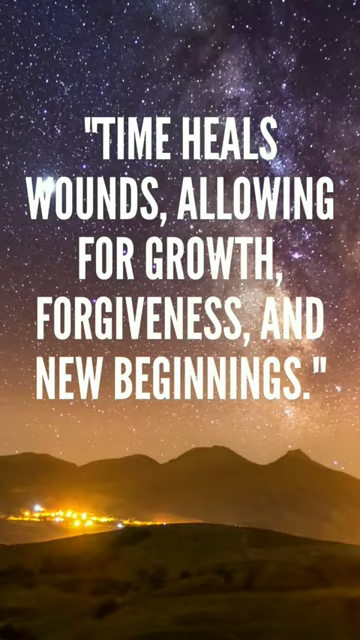 "TIME HEALS
WOUNDS, ALLOWING
FOR GROWTH,
FORGIVENESS, AND
NEW BEGINNINGS."